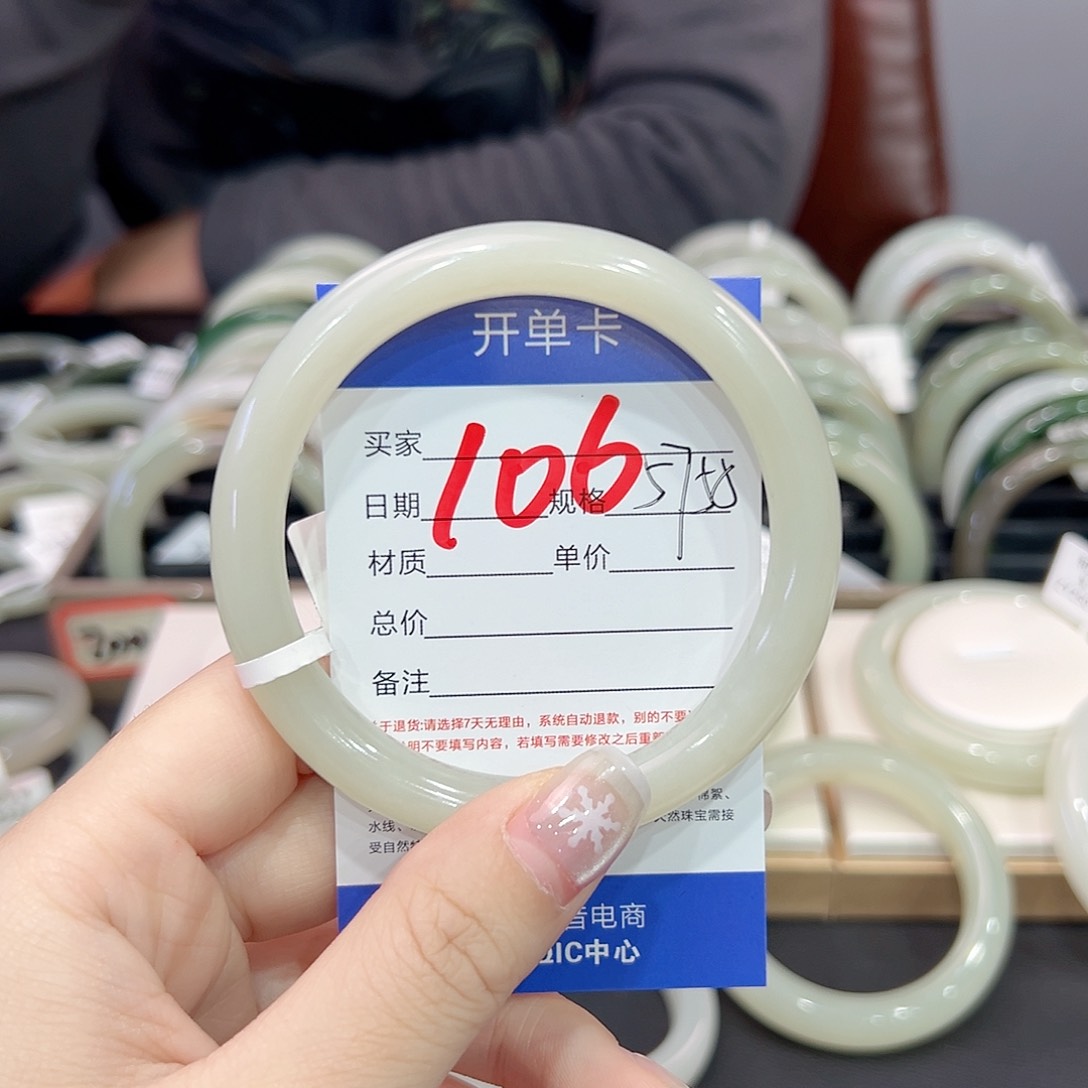 开单卡
买家
106
日期 规格 57
材质 单价
总价
备注
于退货:请选择7天无理由，系统自动退款，别的不要
明不要填写内容，若填写需要修改之后重
棉絮、
水线、 天然珠宝需接
受自然
音电商
QIC中心